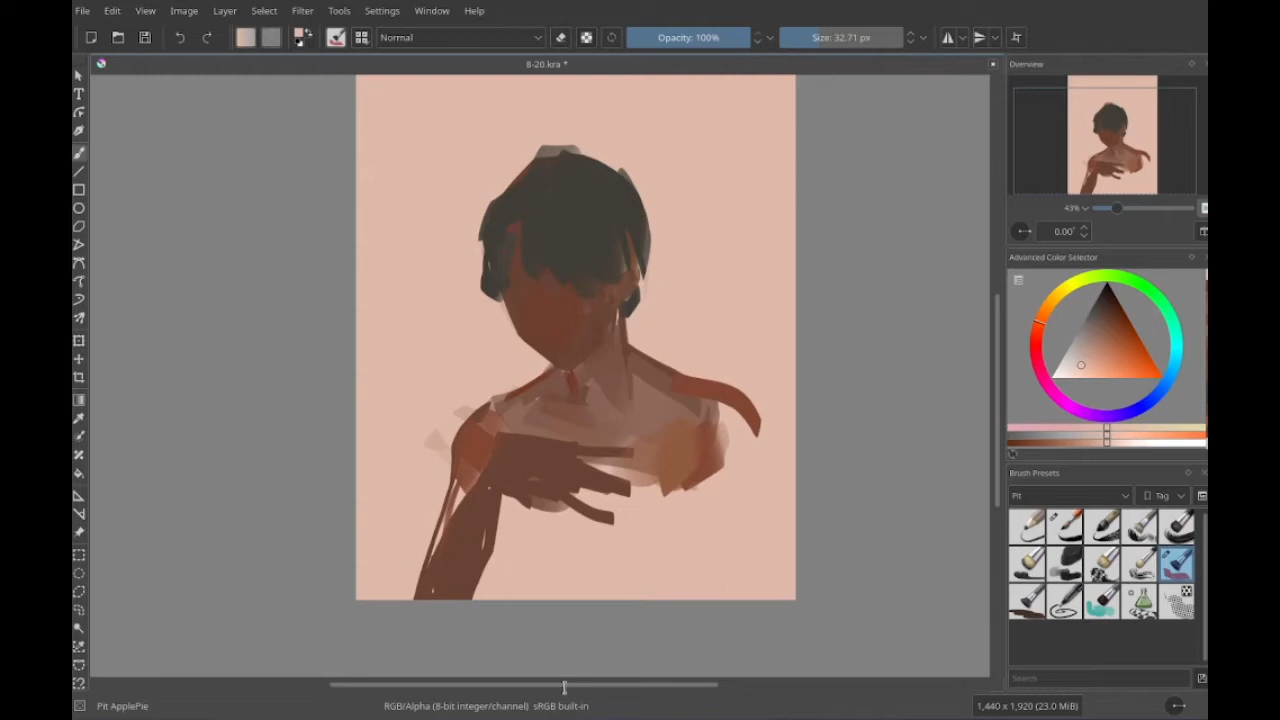 File Edit View Image Layer Select Filter Tools Settings Window Help
Normal Opacity: 100% Size: 32.71 px
8-20.kra *
Overview
43%
0.00°
Advanced Color Selector
Brush Presets
Pit Tag
Search
Pit ApplePie RGB/Alpha (8-bit integer/channel) sRGB built-in 1,440 x 1,920 (23.0 MiB)